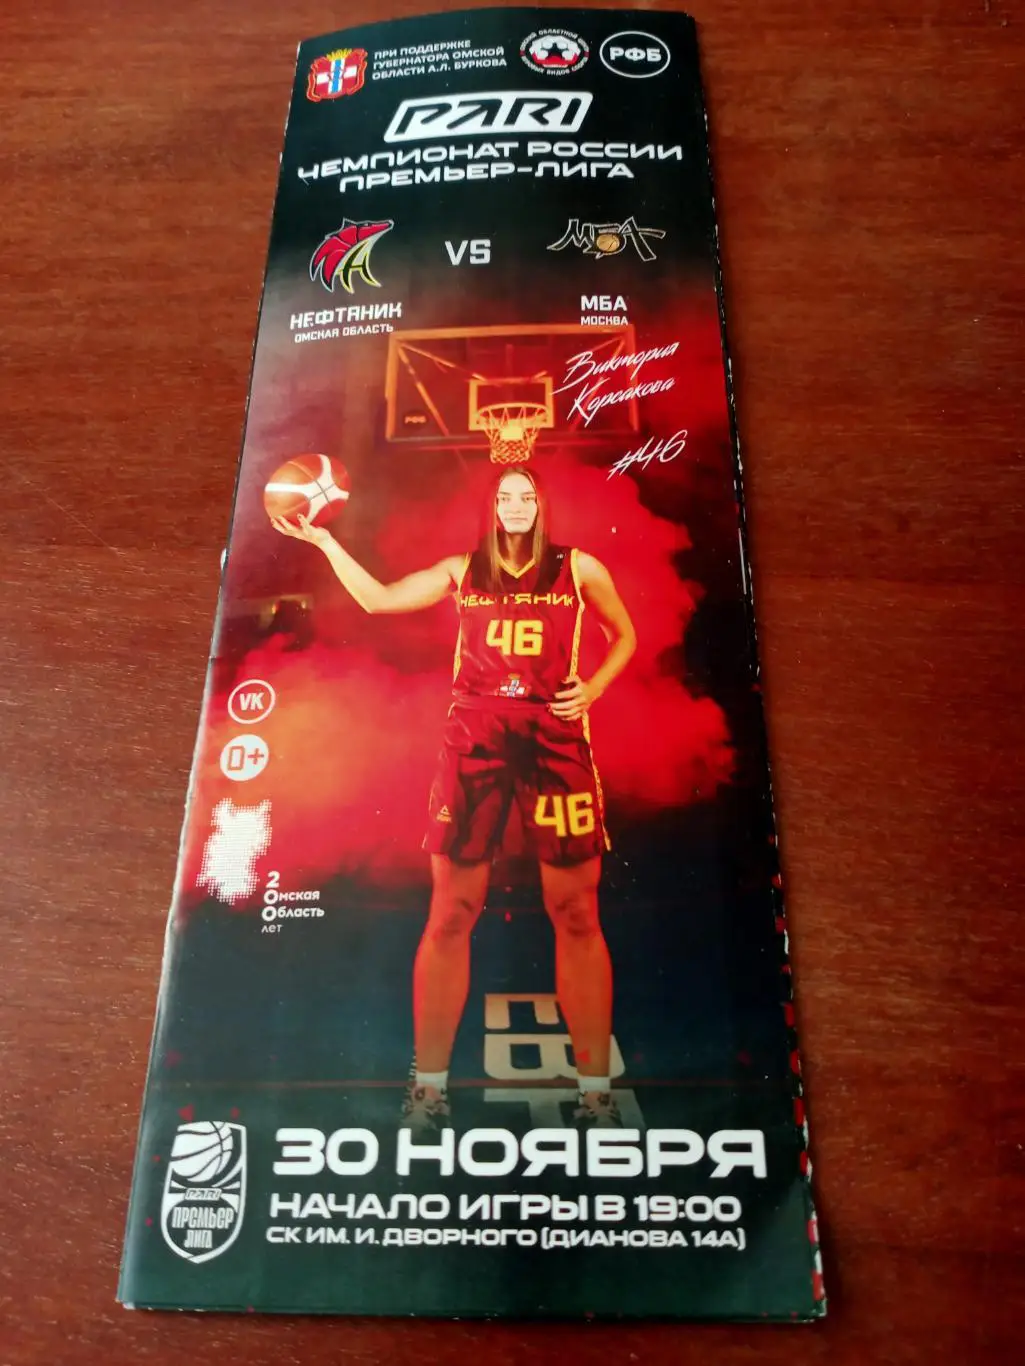 ПРИ ПОДДЕРЖКЕ
ГУБЕРНАТОРА ОМСКОЙ
ОБЛАСТИ А.Л. БУРКОВА
РФБ
PARI
ЧЕМПИОНАТ РОССИИ
ПРЕМЬЕР-ЛИГА
VS
МБА
НЕФТЯНИК
ОМСКАЯ ОБЛАСТЬ
МБА
МОСКВА
Виктория
Корсакова
#46
РФБ
НЕФТЯНИК
46
46
VK
0+
2
Омская
Область
лет
30 НОЯБРЯ
НАЧАЛО ИГРЫ В 19:00
СК ИМ. И. ДВОРНОГО (ДИАНОВА 14А)
PARI
ПРЕМЬЕР
ЛИГА